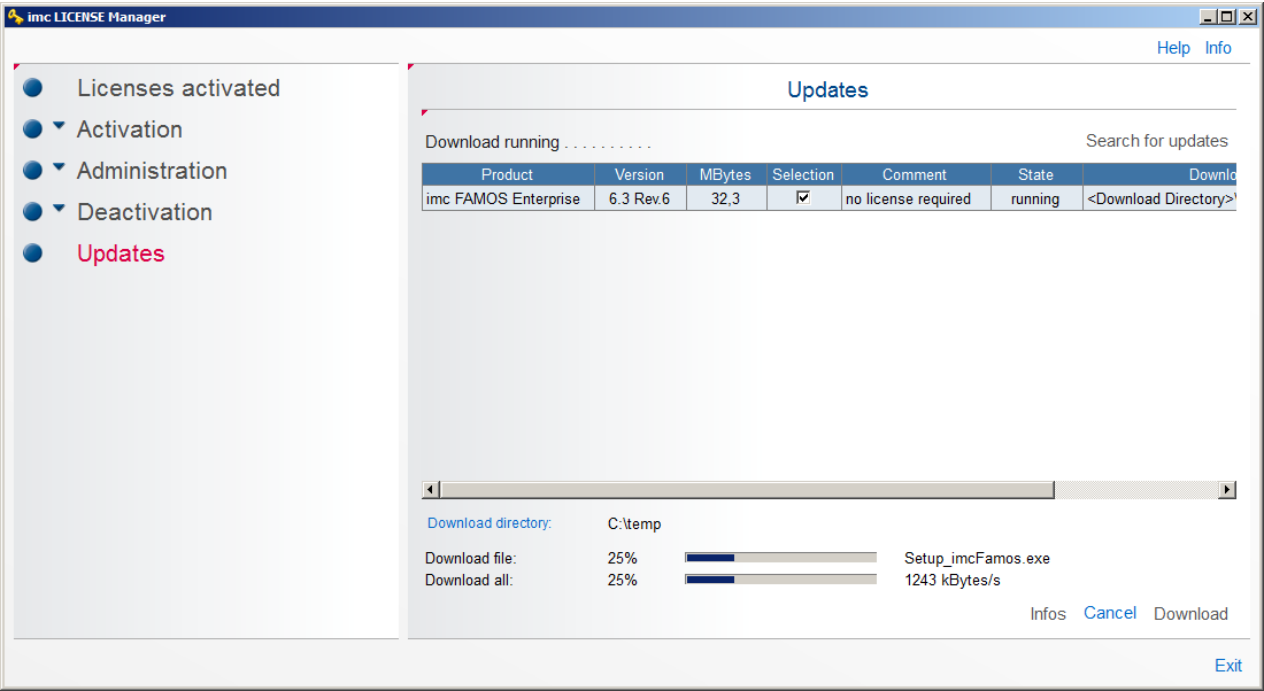 imc LICENSE Manager
Help Info
Licenses activated
Activation
Administration
Deactivation
Updates
Updates
Download running . . . . . . . . . .
Search for updates
Product Version MBytes Selection Comment State Downlo
imc FAMOS Enterprise 6.3 Rev.6 32,3 no license required running <Download Directory>\
Download directory: C:\temp
Download file: 25% Setup_imcFamos.exe
Download all: 25% 1243 kBytes/s
Infos Cancel Download
Exit